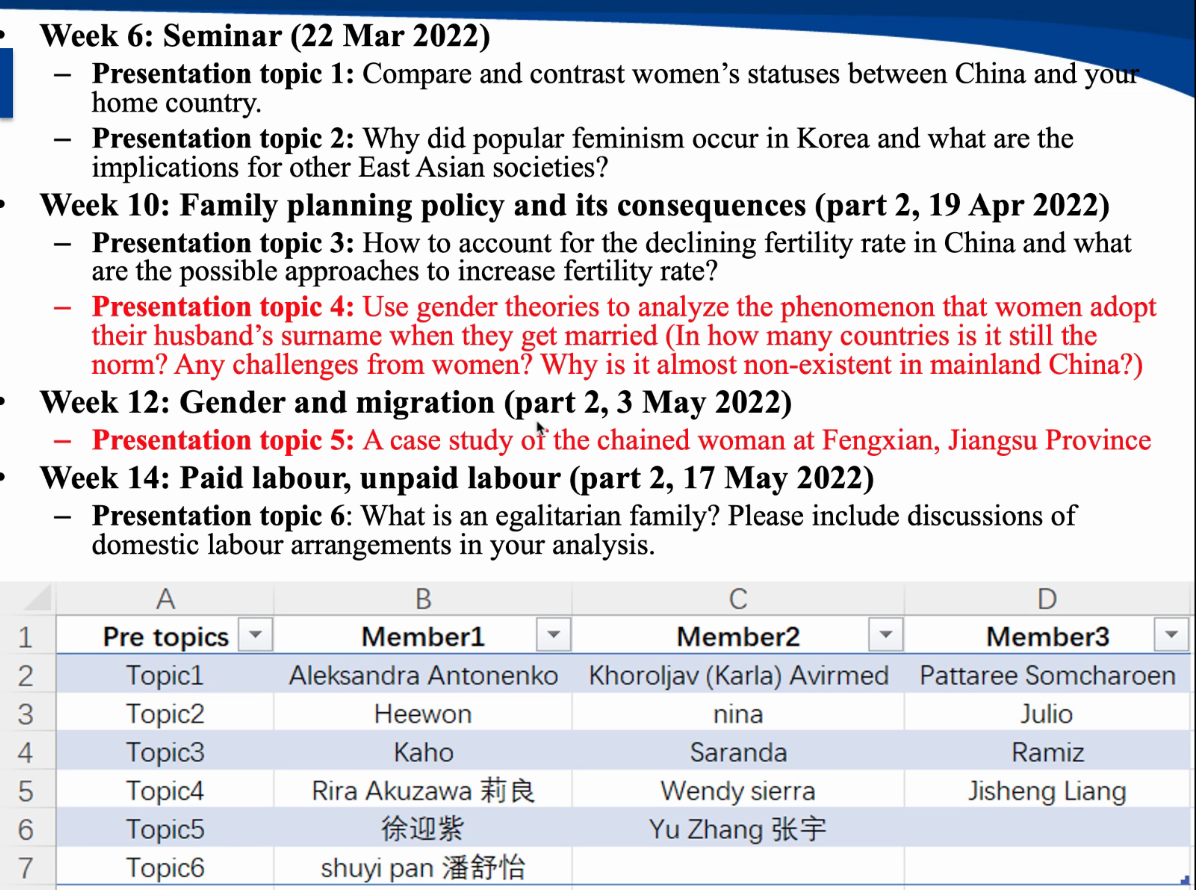 • Week 6: Seminar (22 Mar 2022)
– Presentation topic 1: Compare and contrast women’s statuses between China and your
home country.
– Presentation topic 2: Why did popular feminism occur in Korea and what are the
implications for other East Asian societies?
• Week 10: Family planning policy and its consequences (part 2, 19 Apr 2022)
– Presentation topic 3: How to account for the declining fertility rate in China and what
are the possible approaches to increase fertility rate?
– Presentation topic 4: Use gender theories to analyze the phenomenon that women adopt
their husband’s surname when they get married (In how many countries is it still the
norm? Any challenges from women? Why is it almost non-existent in mainland China?)
• Week 12: Gender and migration (part 2, 3 May 2022)
– Presentation topic 5: A case study of the chained woman at Fengxian, Jiangsu Province
• Week 14: Paid labour, unpaid labour (part 2, 17 May 2022)
– Presentation topic 6: What is an egalitarian family? Please include discussions of
domestic labour arrangements in your analysis.
A B C D
1 Pre topics Member1 Member2 Member3
2 Topic1 Aleksandra Antonenko Khoroljav (Karla) Avirmed Pattaree Somcharoen
3 Topic2 Heewon nina Julio
4 Topic3 Kaho Saranda Ramiz
5 Topic4 Rira Akuzawa 莉良 Wendy sierra Jisheng Liang
6 Topic5 徐迎紫 Yu Zhang 张宇
7 Topic6 shuyi pan 潘舒怡